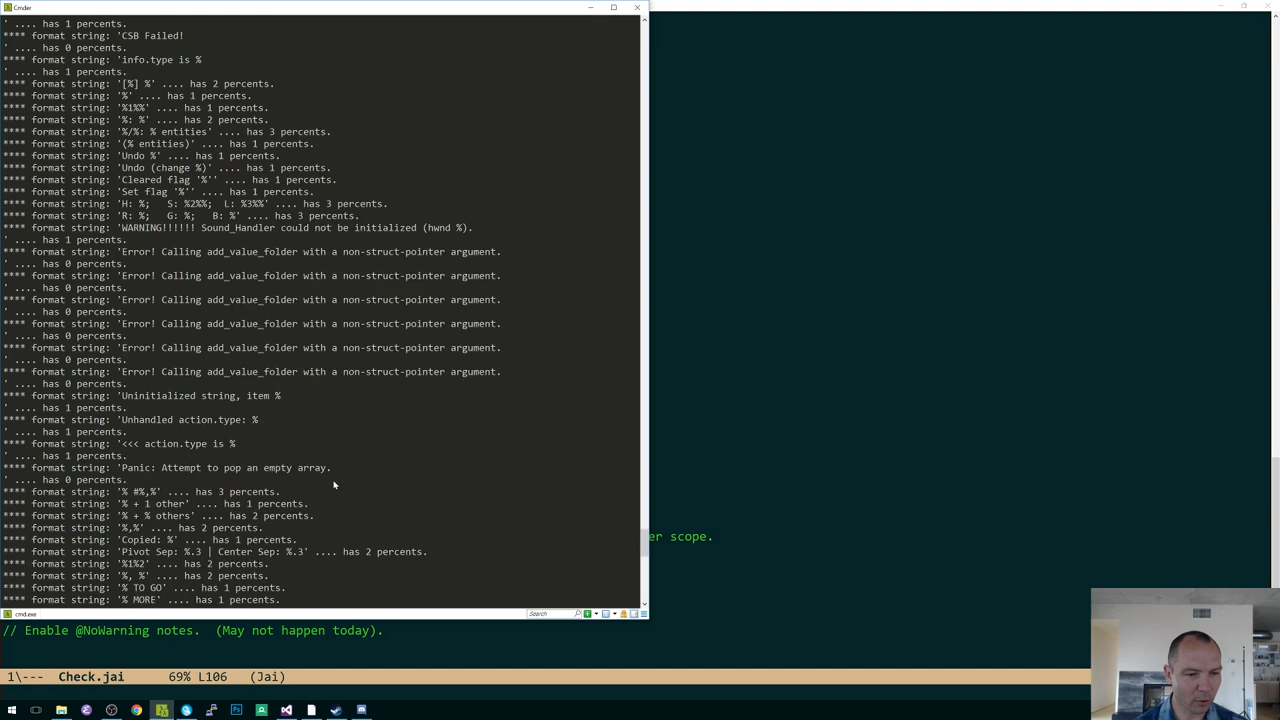 Cmder
' .... has 1 percents.
**** format string: 'CSB Failed!
' .... has 0 percents.
**** format string: 'info.type is %
' .... has 1 percents.
**** format string: '[%] %' .... has 2 percents.
**** format string: '%' .... has 1 percents.
**** format string: '%1%%' .... has 1 percents.
**** format string: '%: %' .... has 2 percents.
**** format string: '%/%: % entities' .... has 3 percents.
**** format string: '(% entities)' .... has 1 percents.
**** format string: 'Undo %' .... has 1 percents.
**** format string: 'Undo (change %)' .... has 1 percents.
**** format string: 'Cleared flag '%'' .... has 1 percents.
**** format string: 'Set flag '%'' .... has 1 percents.
**** format string: 'H: %;   S: %2%%;  L: %3%%' .... has 3 percents.
**** format string: 'R: %;   G: %;   B: %' .... has 3 percents.
**** format string: 'WARNING!!!!!! Sound_Handler could not be initialized (hwnd %).
' .... has 1 percents.
**** format string: 'Error! Calling add_value_folder with a non-struct-pointer argument.
' .... has 0 percents.
**** format string: 'Error! Calling add_value_folder with a non-struct-pointer argument.
' .... has 0 percents.
**** format string: 'Error! Calling add_value_folder with a non-struct-pointer argument.
' .... has 0 percents.
**** format string: 'Error! Calling add_value_folder with a non-struct-pointer argument.
' .... has 0 percents.
**** format string: 'Error! Calling add_value_folder with a non-struct-pointer argument.
' .... has 0 percents.
**** format string: 'Error! Calling add_value_folder with a non-struct-pointer argument.
' .... has 0 percents.
**** format string: 'Uninitialized string, item %
' .... has 1 percents.
**** format string: 'Unhandled action.type: %
' .... has 1 percents.
**** format string: '<<< action.type is %
' .... has 1 percents.
**** format string: 'Panic: Attempt to pop an empty array.
' .... has 0 percents.
**** format string: '% #%,%' .... has 3 percents.
**** format string: '% + 1 other' .... has 1 percents.
**** format string: '% + % others' .... has 2 percents.
**** format string: '%,%' .... has 2 percents.
**** format string: 'Copied: %' .... has 1 percents.
**** format string: 'Pivot Sep: %.3 | Center Sep: %.3' .... has 2 percents.
**** format string: '%1%2' .... has 2 percents.
**** format string: '%, %' .... has 2 percents.
**** format string: '% TO GO' .... has 1 percents.
**** format string: '% MORE' .... has 1 percents.
cmd.exe
Search
er scope.
// Enable @NoWarning notes.  (May not happen today).
1\---  Check.jai      69% L106   (Jai)